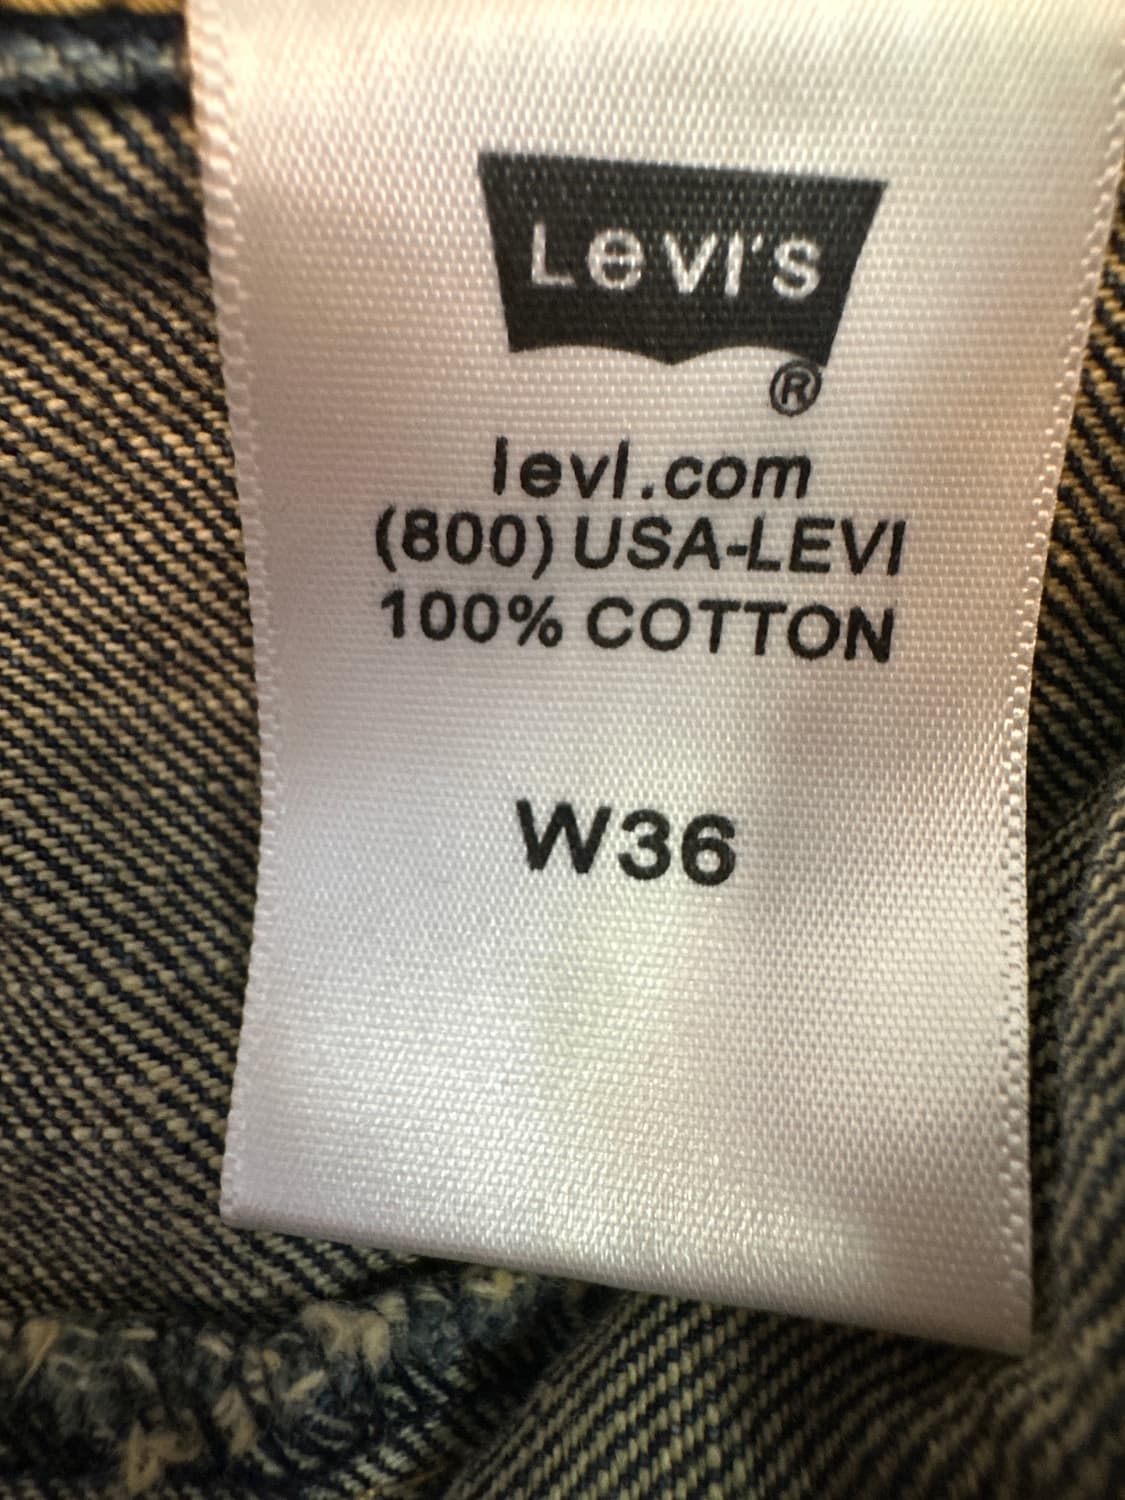 Levi's
®
levi.com
(800) USA-LEVI
100% COTTON
W36